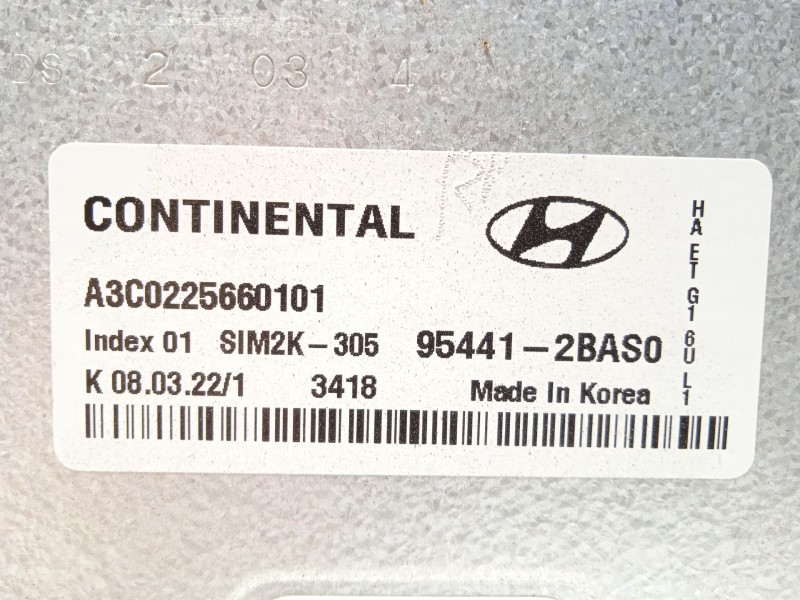 DS 2 03 4
CONTINENTAL
A3C0225660101
Index 01 SIM2K-305 95441-2BAS0
K 08.03.22/1 3418 Made In Korea
HA ET G1 6U L1